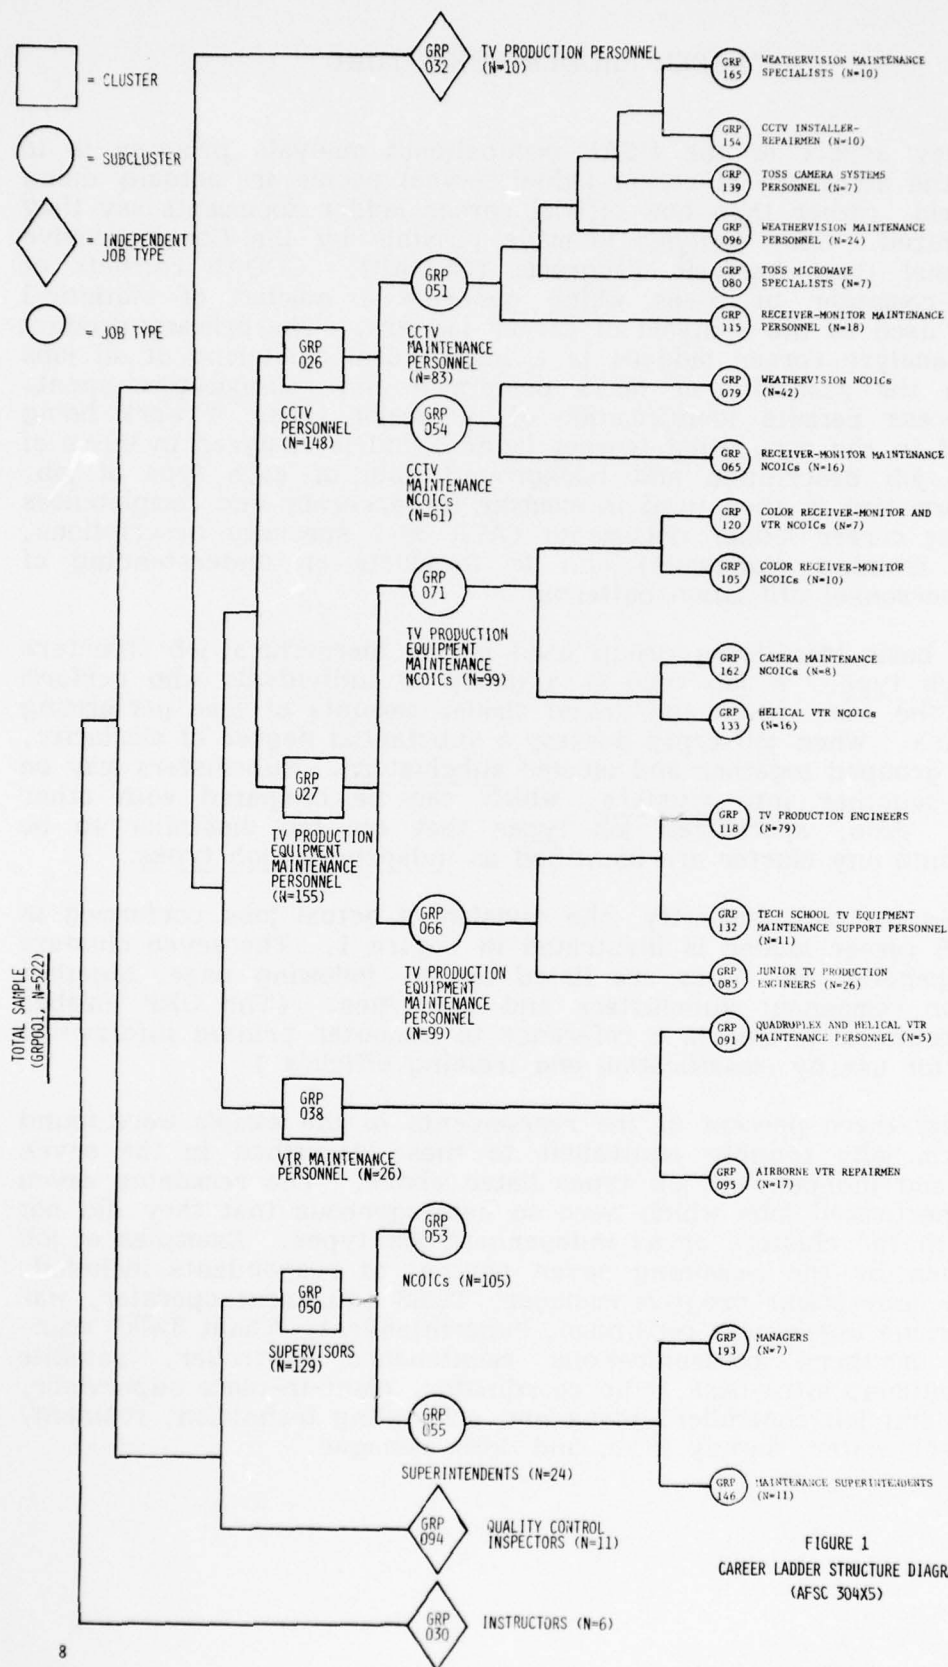 = CLUSTER
= SUBCLUSTER
= INDEPENDENT
JOB TYPE
= JOB TYPE
TOTAL SAMPLE
(GRP001, N=522)
GRP
032
TV PRODUCTION PERSONNEL
(N=10)
GRP
026
CCTV
PERSONNEL
(N=148)
GRP
051
CCTV
MAINTENANCE
PERSONNEL
(N=83)
GRP
165
WEATHERVISION MAINTENANCE
SPECIALISTS (N=10)
GRP
154
CCTV INSTALLER-
REPAIRMEN (N=10)
GRP
139
TOSS CAMERA SYSTEMS
PERSONNEL (N=7)
GRP
096
WEATHERVISION MAINTENANCE
PERSONNEL (N=24)
GRP
080
TOSS MICROWAVE
SPECIALISTS (N=7)
GRP
115
RECEIVER-MONITOR MAINTENANCE
PERSONNEL (N=18)
GRP
054
CCTV
MAINTENANCE
NCOICs
(N=61)
GRP
079
WEATHERVISION NCOICs
(N=42)
GRP
065
RECEIVER-MONITOR MAINTENANCE
NCOICs (N=16)
GRP
027
TV PRODUCTION
EQUIPMENT
MAINTENANCE
PERSONNEL
(N=155)
GRP
071
TV PRODUCTION
EQUIPMENT
MAINTENANCE
NCOICs (N=99)
GRP
120
COLOR RECEIVER-MONITOR AND
VTR NCOICs (N=7)
GRP
105
COLOR RECEIVER-MONITOR
NCOICs (N=10)
GRP
162
CAMERA MAINTENANCE
NCOICs (N=8)
GRP
133
HELICAL VTR NCOICs
(N=16)
GRP
066
TV PRODUCTION
EQUIPMENT
MAINTENANCE
PERSONNEL
(N=99)
GRP
118
TV PRODUCTION ENGINEERS
(N=79)
GRP
132
TECH SCHOOL TV EQUIPMENT
MAINTENANCE SUPPORT PERSONNEL
(N=11)
GRP
085
JUNIOR TV PRODUCTION
ENGINEERS (N=26)
GRP
038
VTR MAINTENANCE
PERSONNEL (N=26)
GRP
091
QUADROPLEX AND HELICAL VTR
MAINTENANCE PERSONNEL (N=5)
GRP
095
AIRBORNE VTR REPAIRMEN
(N=17)
GRP
050
SUPERVISORS
(N=129)
GRP
053
NCOICs (N=105)
GRP
055
SUPERINTENDENTS (N=24)
GRP
193
MANAGERS
(N=7)
GRP
146
MAINTENANCE SUPERINTENDENTS
(N=11)
GRP
094
QUALITY CONTROL
INSPECTORS (N=11)
GRP
030
INSTRUCTORS (N=6)
FIGURE 1
CAREER LADDER STRUCTURE DIAGR
(AFSC 304X5)
8